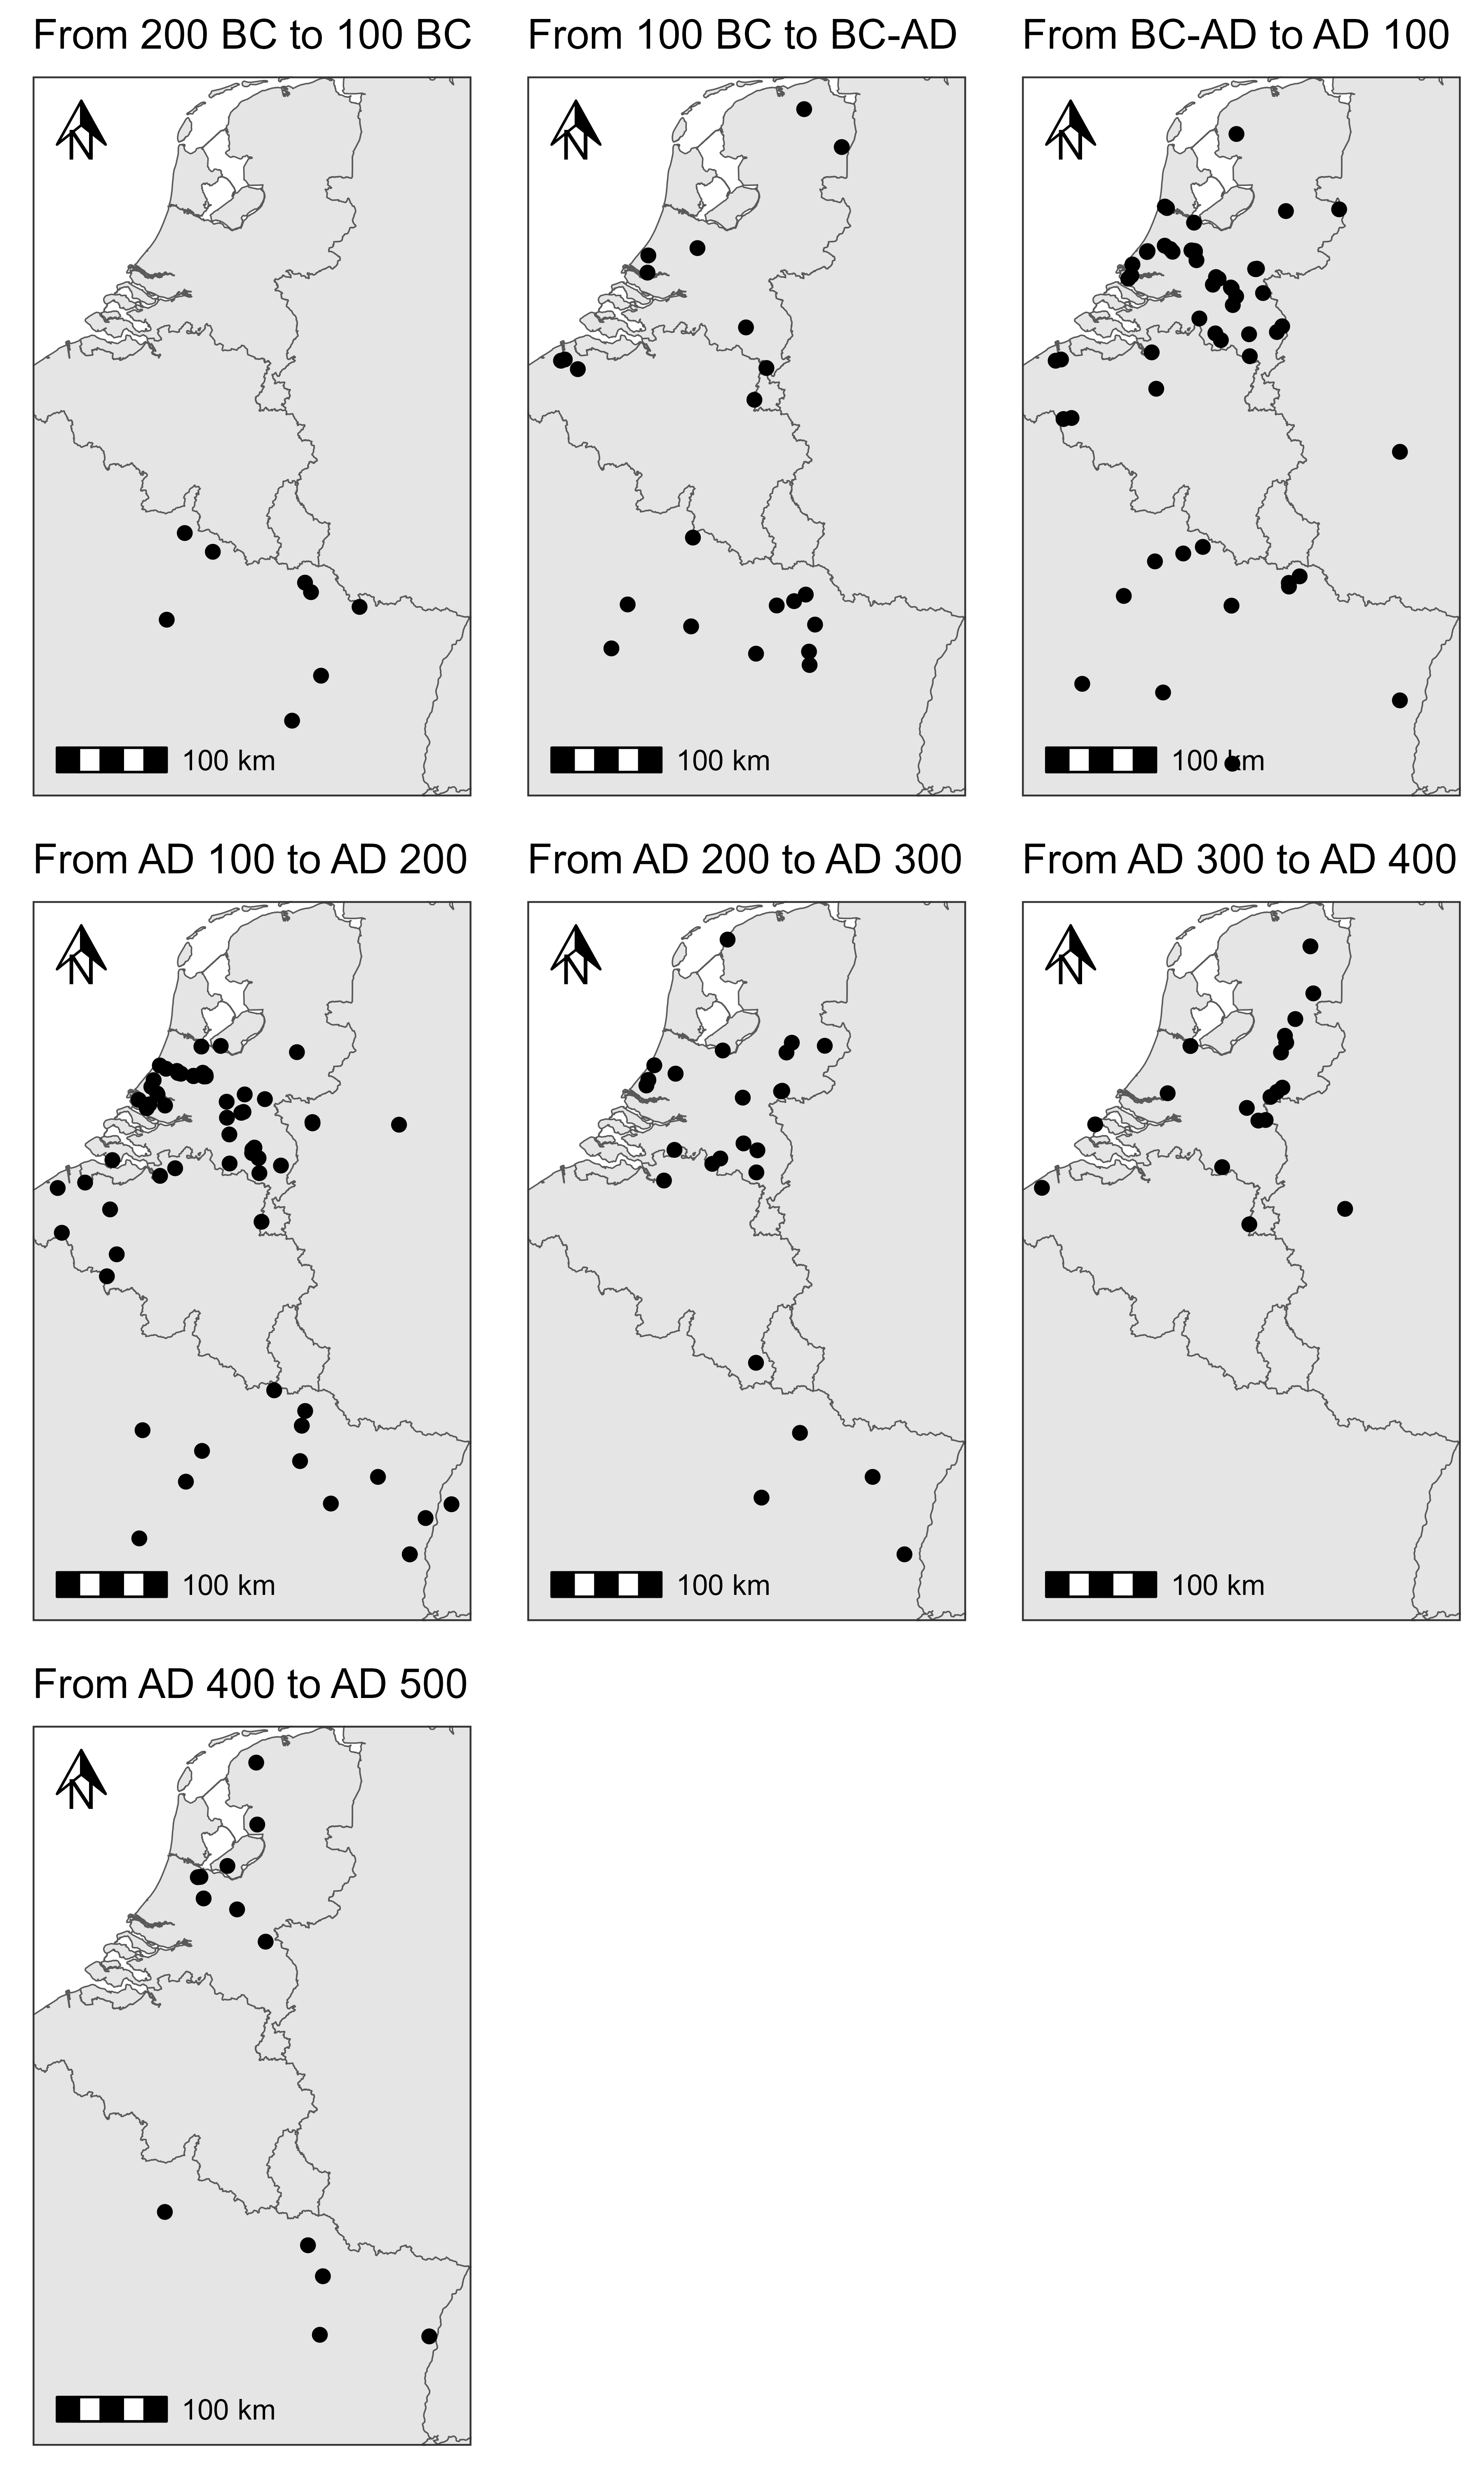 From 200 BC to 100 BC
From 100 BC to BC-AD
From BC-AD to AD 100
N
N
N
100 km
100 km
100 km
From AD 100 to AD 200
From AD 200 to AD 300
From AD 300 to AD 400
N
N
N
100 km
100 km
100 km
From AD 400 to AD 500
N
100 km